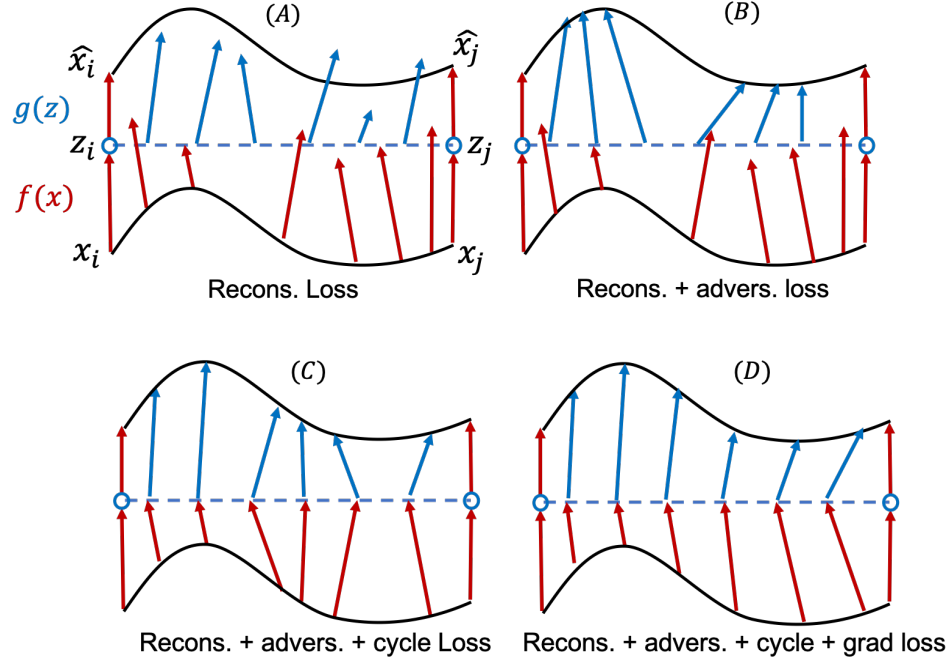 (A)
(B)
x̂ᵢ
x̂ⱼ
g(z)
zᵢ
zⱼ
f(x)
xᵢ
xⱼ
Recons. Loss
Recons. + advers. loss
(C)
(D)
Recons. + advers. + cycle Loss
Recons. + advers. + cycle + grad loss